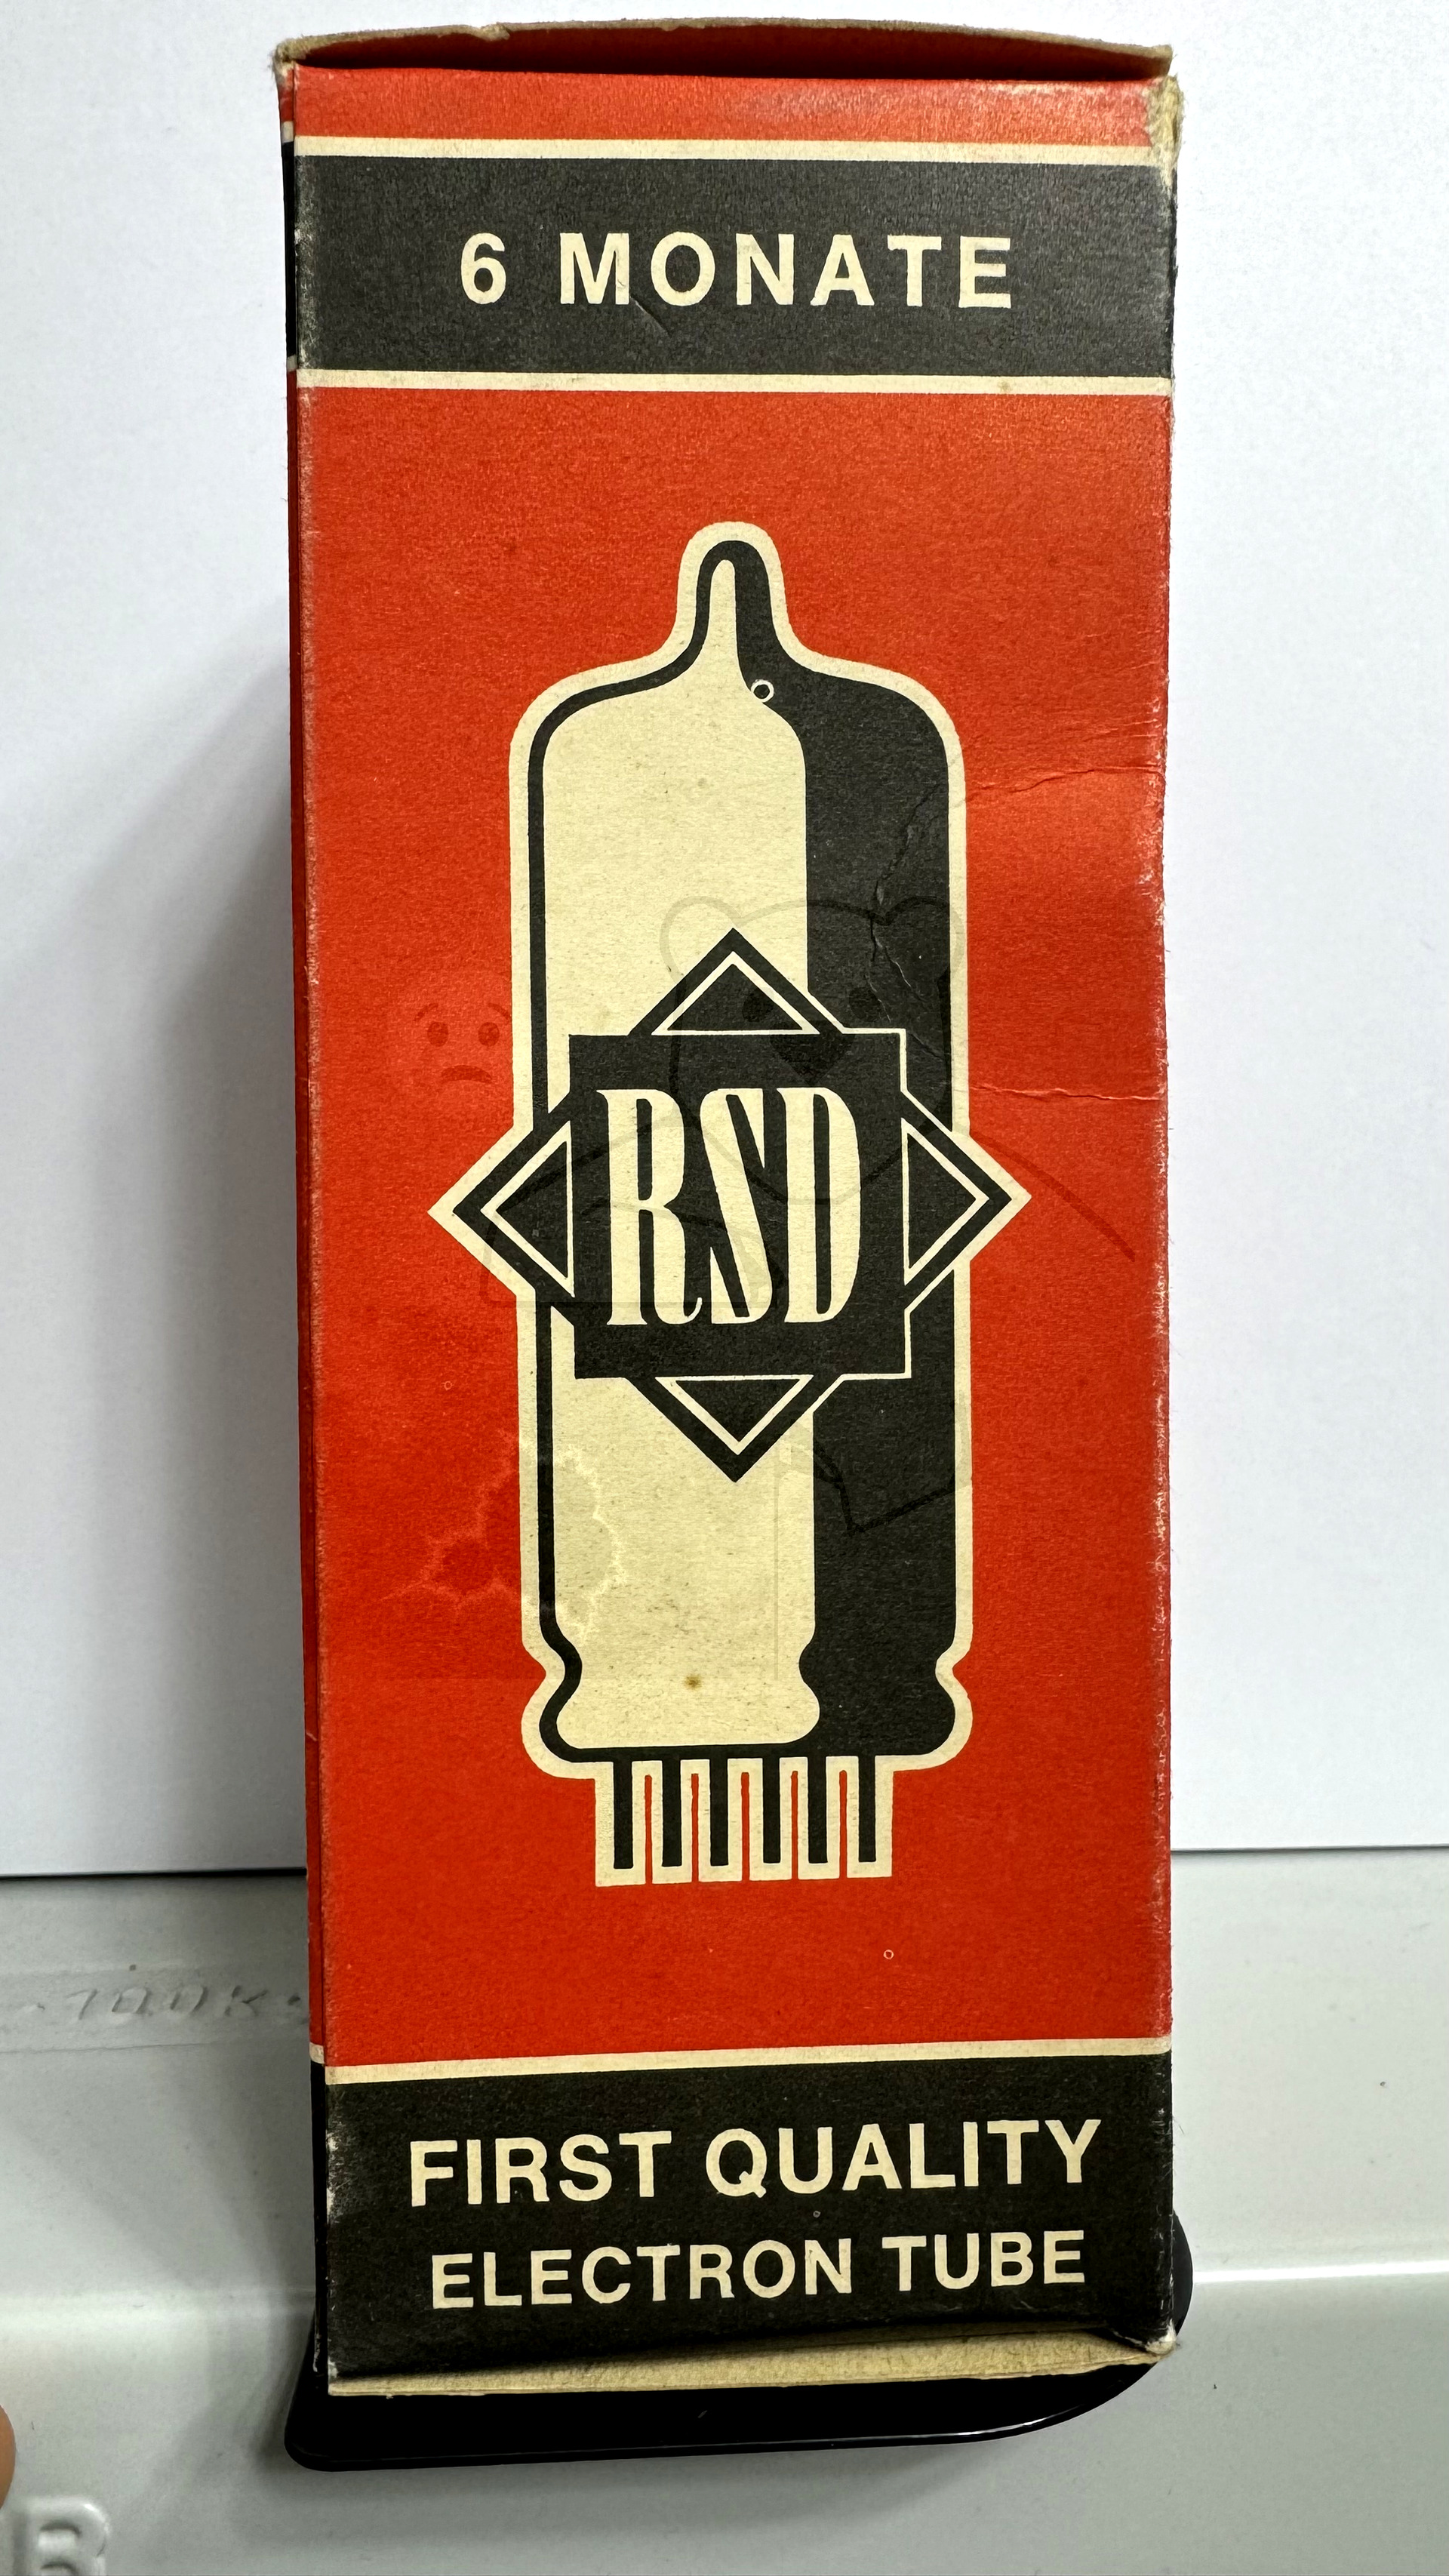 6 MONATE
RSD
FIRST QUALITY
ELECTRON TUBE